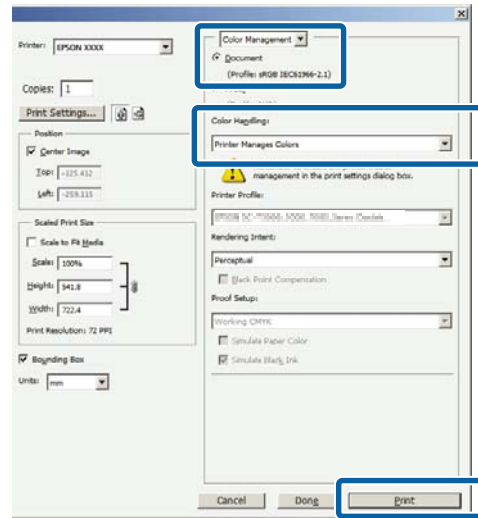 Printer: EPSON XXXX
Copies: 1
Print Settings...
Position
Center Image
Top: -125.412
Left: -259.115
Scaled Print Size
Scale to Fit Media
Scale: 100%
Height: 541.8
Width: 722.4
Print Resolution: 72 PPI
Bounding Box
Units: mm
Color Management
Document
(Profile: sRGB IEC61966-2.1)
Color Handling:
Printer Manages Colors
management in the print settings dialog box.
Printer Profile:
Rendering Intent:
Perceptual
Black Point Compensation
Proof Setup:
Working CMYK
Simulate Paper Color
Simulate Black Ink
Cancel
Done
Print